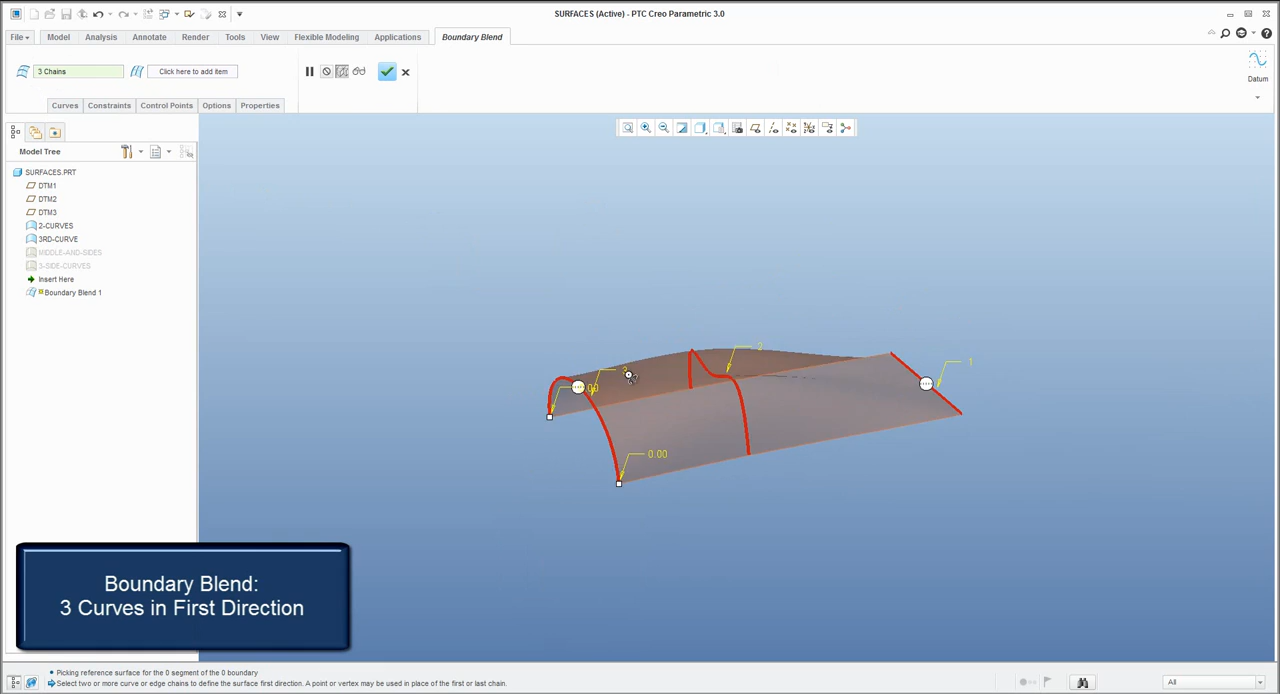 SURFACES (Active) - PTC Creo Parametric 3.0
File
Model
Analysis
Annotate
Render
Tools
View
Flexible Modeling
Applications
Boundary Blend
3 Chains
Click here to add item
Datum
Curves
Constraints
Control Points
Options
Properties
Model Tree
SURFACES.PRT
DTM1
DTM2
DTM3
2-CURVES
3RD-CURVE
MIDDLE-AND-SIDES
3-SIDE-CURVES
Insert Here
Boundary Blend 1
2
1
0.00
Boundary Blend:
3 Curves in First Direction
Picking reference surface for the 0 segment of the 0 boundary
Select two or more curve or edge chains to define the surface first direction. A point or vertex may be used in place of the first or last chain.
All